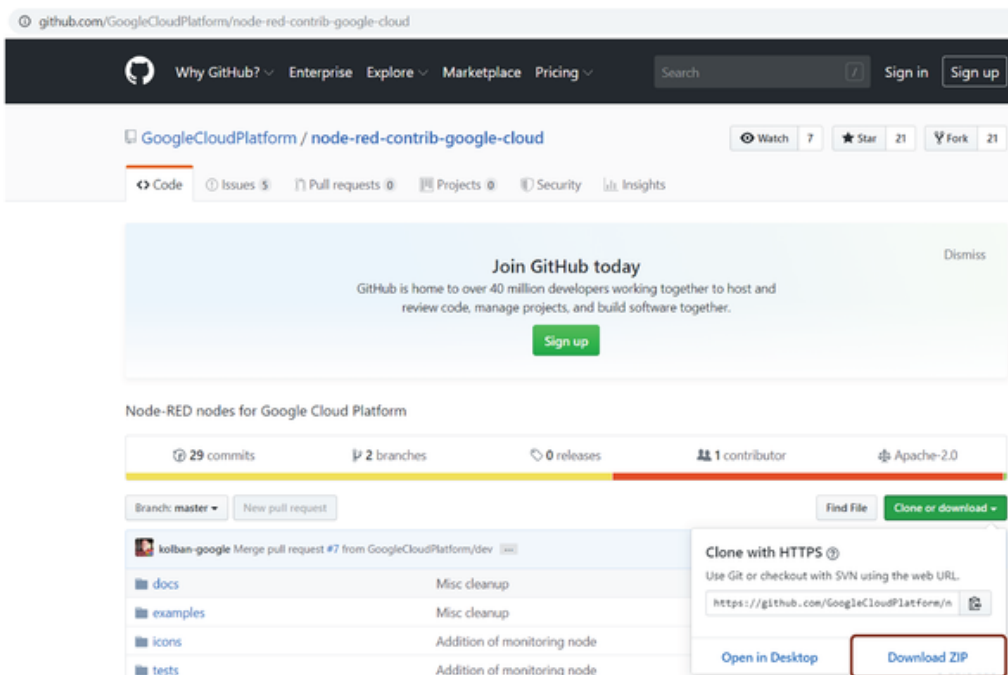 github.com/GoogleCloudPlatform/node-red-contrib-google-cloud
Why GitHub? Enterprise Explore Marketplace Pricing Search / Sign in Sign up
GoogleCloudPlatform / node-red-contrib-google-cloud Watch 7 Star 21 Fork 21
Code Issues 5 Pull requests 0 Projects 0 Security Insights
Dismiss
Join GitHub today
GitHub is home to over 40 million developers working together to host and
review code, manage projects, and build software together.
Sign up
Node-RED nodes for Google Cloud Platform
29 commits 2 branches 0 releases 1 contributor Apache-2.0
Branch: master New pull request Find File Clone or download
kolban-google Merge pull request #7 from GoogleCloudPlatform/dev ...
docs Misc cleanup
examples Misc cleanup
icons Addition of monitoring node
tests Addition of monitoring node
Clone with HTTPS
Use Git or checkout with SVN using the web URL.
https://github.com/GoogleCloudPlatform/n
Open in Desktop Download ZIP